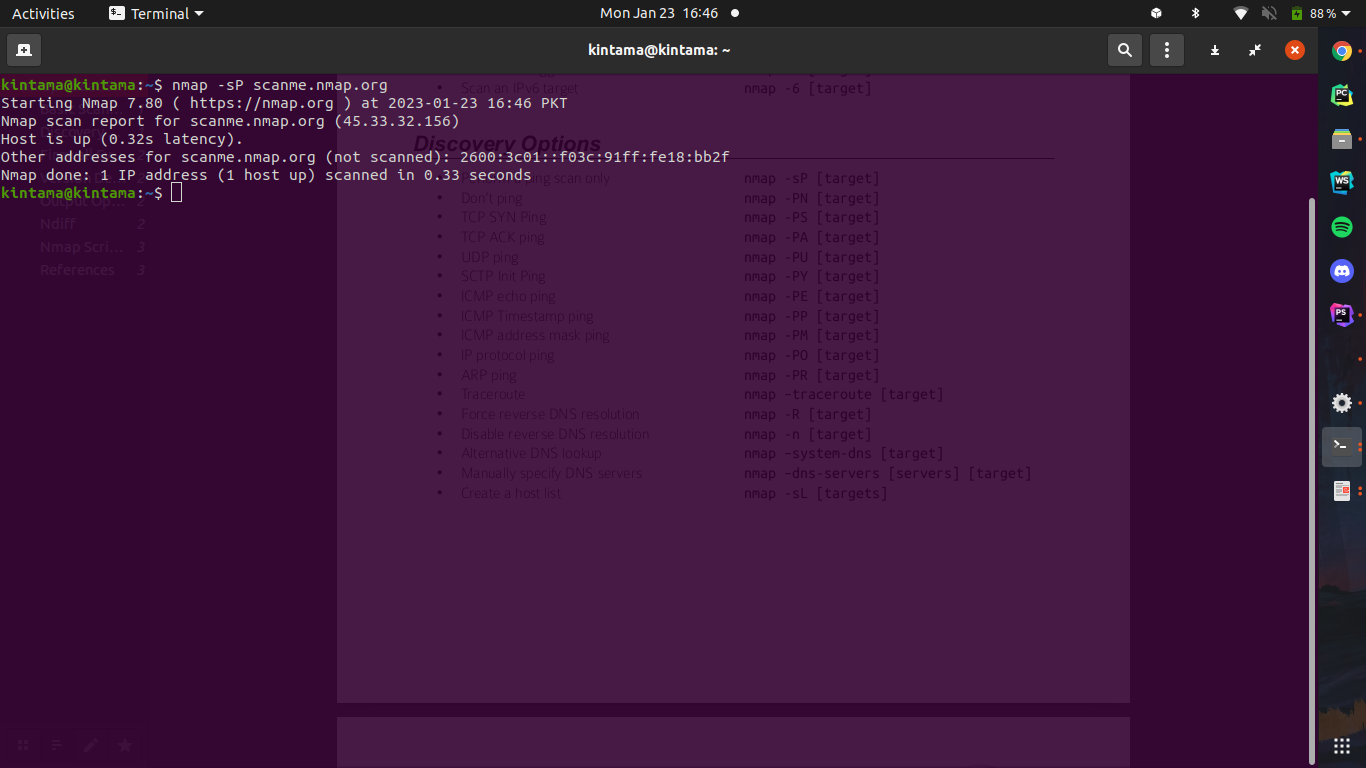 Activities Terminal Mon Jan 23 16:46 88%
kintama@kintama: ~
kintama@kintama:~$ nmap -sP scanme.nmap.org
Starting Nmap 7.80 ( https://nmap.org ) at 2023-01-23 16:46 PKT
Nmap scan report for scanme.nmap.org (45.33.32.156)
Host is up (0.32s latency).
Other addresses for scanme.nmap.org (not scanned): 2600:3c01::f03c:91ff:fe18:bb2f
Nmap done: 1 IP address (1 host up) scanned in 0.33 seconds
kintama@kintama:~$
• Scan an IPv6 target nmap -6 [target]
Discovery Options
ping scan only nmap -sP [target]
• Don't ping nmap -PN [target]
• TCP SYN Ping nmap -PS [target]
• TCP ACK ping nmap -PA [target]
• UDP ping nmap -PU [target]
• SCTP Init Ping nmap -PY [target]
• ICMP echo ping nmap -PE [target]
• ICMP Timestamp ping nmap -PP [target]
• ICMP address mask ping nmap -PM [target]
• IP protocol ping nmap -PO [target]
• ARP ping nmap -PR [target]
• Traceroute nmap –traceroute [target]
• Force reverse DNS resolution nmap -R [target]
• Disable reverse DNS resolution nmap -n [target]
• Alternative DNS lookup nmap –system-dns [target]
• Manually specify DNS servers nmap –dns-servers [servers] [target]
• Create a host list nmap -sL [targets]
Output Op... 2
Ndiff 2
Nmap Scri... 3
References 3
PC
WS
PS